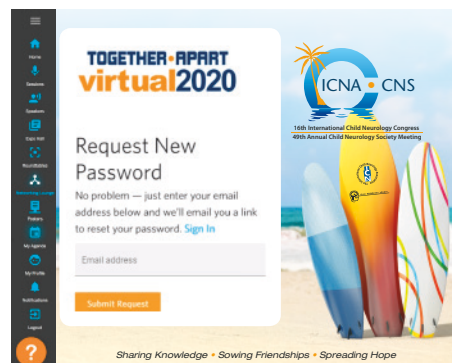 Home
Sessions
Speakers
Expo Hall
Roundtables
Networking Lounge
Posters
My Agenda
My Profile
Notifications
Logout
?
TOGETHER•APART
virtual2020
Request New
Password
No problem — just enter your email
address below and we'll email you a link
to reset your password. Sign In
Email address
Submit Request
ICNA • CNS
16th International Child Neurology Congress
49th Annual Child Neurology Society Meeting
Sharing Knowledge • Sowing Friendships • Spreading Hope